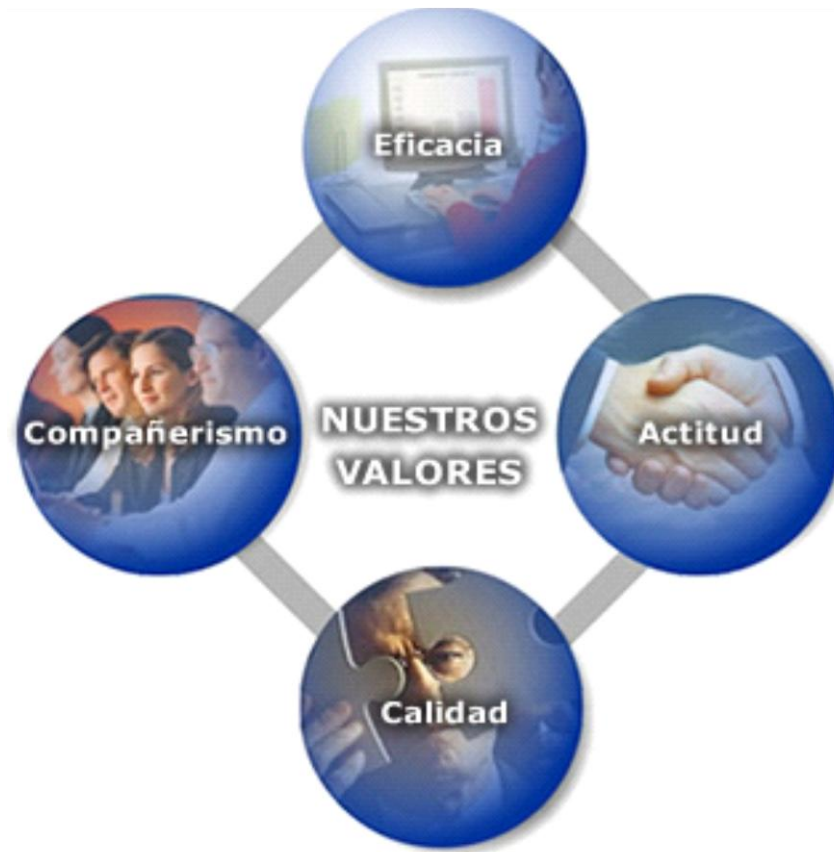 Eficacia
Compañerismo
NUESTROS
VALORES
Actitud
Calidad